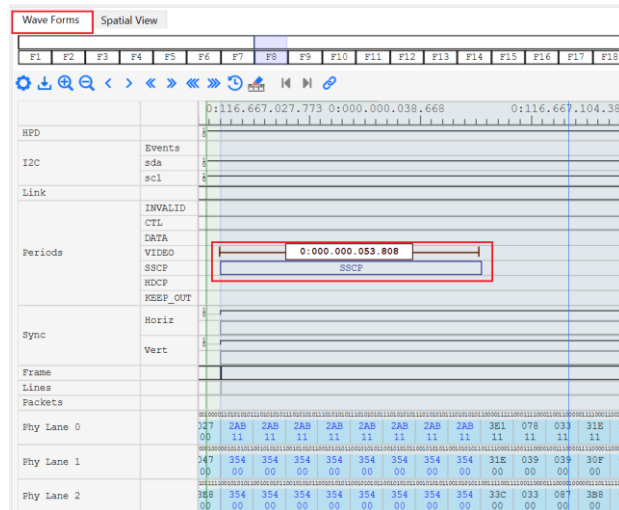 Wave Forms Spatial View
F1 F2 F3 F4 F5 F6 F7 F8 F9 F10 F11 F12 F13 F14 F15 F16 F17 F18
0:116.667.027.773 0:000.000.038.668 0:116.667.104.38
HPD
Events
I2C sda
scl
Link
INVALID
CTL
DATA
Periods VIDEO 0:000.000.053.808
SSCP SSCP
HDCP
KEEP_OUT
Horiz
Sync
Vert
Frame
Lines
Packets
Phy Lane 0 027 2AB 2AB 2AB 2AB 2AB 2AB 2AB 2AB 3E1 078 033 31E
00 11 11 11 11 11 11 11 11 11 11 11 11
Phy Lane 1 047 354 354 354 354 354 354 354 354 31E 039 039 30F
00 00 00 00 00 00 00 00 00 00 00 00 00
Phy Lane 2 3E8 354 354 354 354 354 354 354 354 33C 033 087 3B8
00 00 00 00 00 00 00 00 00 00 00 00 00